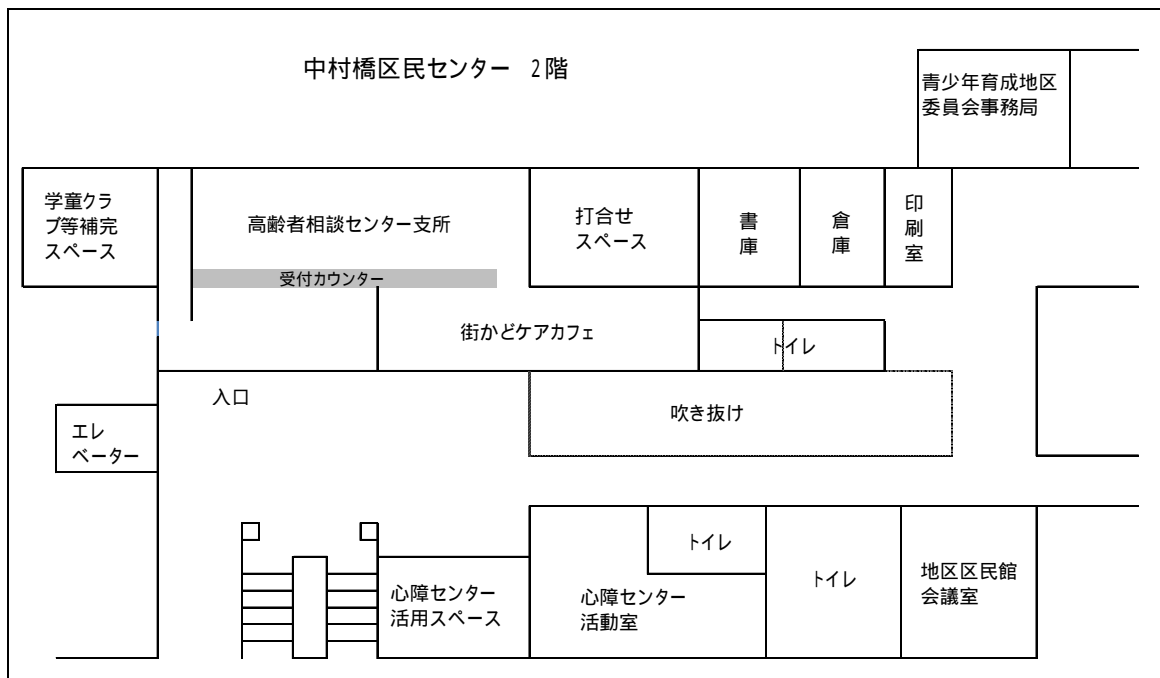 中村橋区民センター 2階
青少年育成地区
委員会事務局
学童クラ
ブ等補完
スペース
高齢者相談センター支所
打合せ
スペース
書
庫
倉
庫
印
刷
室
受付カウンター
街かどケアカフェ
トイレ
入口
吹き抜け
エレ
ベーター
トイレ
心障センター
活用スペース
心障センター
活動室
トイレ
地区区民館
会議室